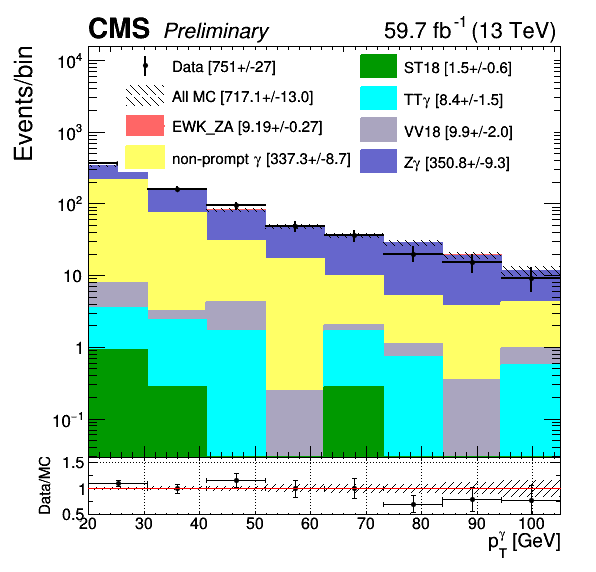 CMS Preliminary 59.7 fb⁻¹ (13 TeV)
Events/bin
Data [751+/-27]
All MC [717.1+/-13.0]
EWK_ZA [9.19+/-0.27]
non-prompt γ [337.3+/-8.7]
ST18 [1.5+/-0.6]
TTγ [8.4+/-1.5]
VV18 [9.9+/-2.0]
Zγ [350.8+/-9.3]
10⁴
10³
10²
10
1
10⁻¹
Data/MC
1.5
1
0.5
20 30 40 50 60 70 80 90 100
p_T^γ [GeV]